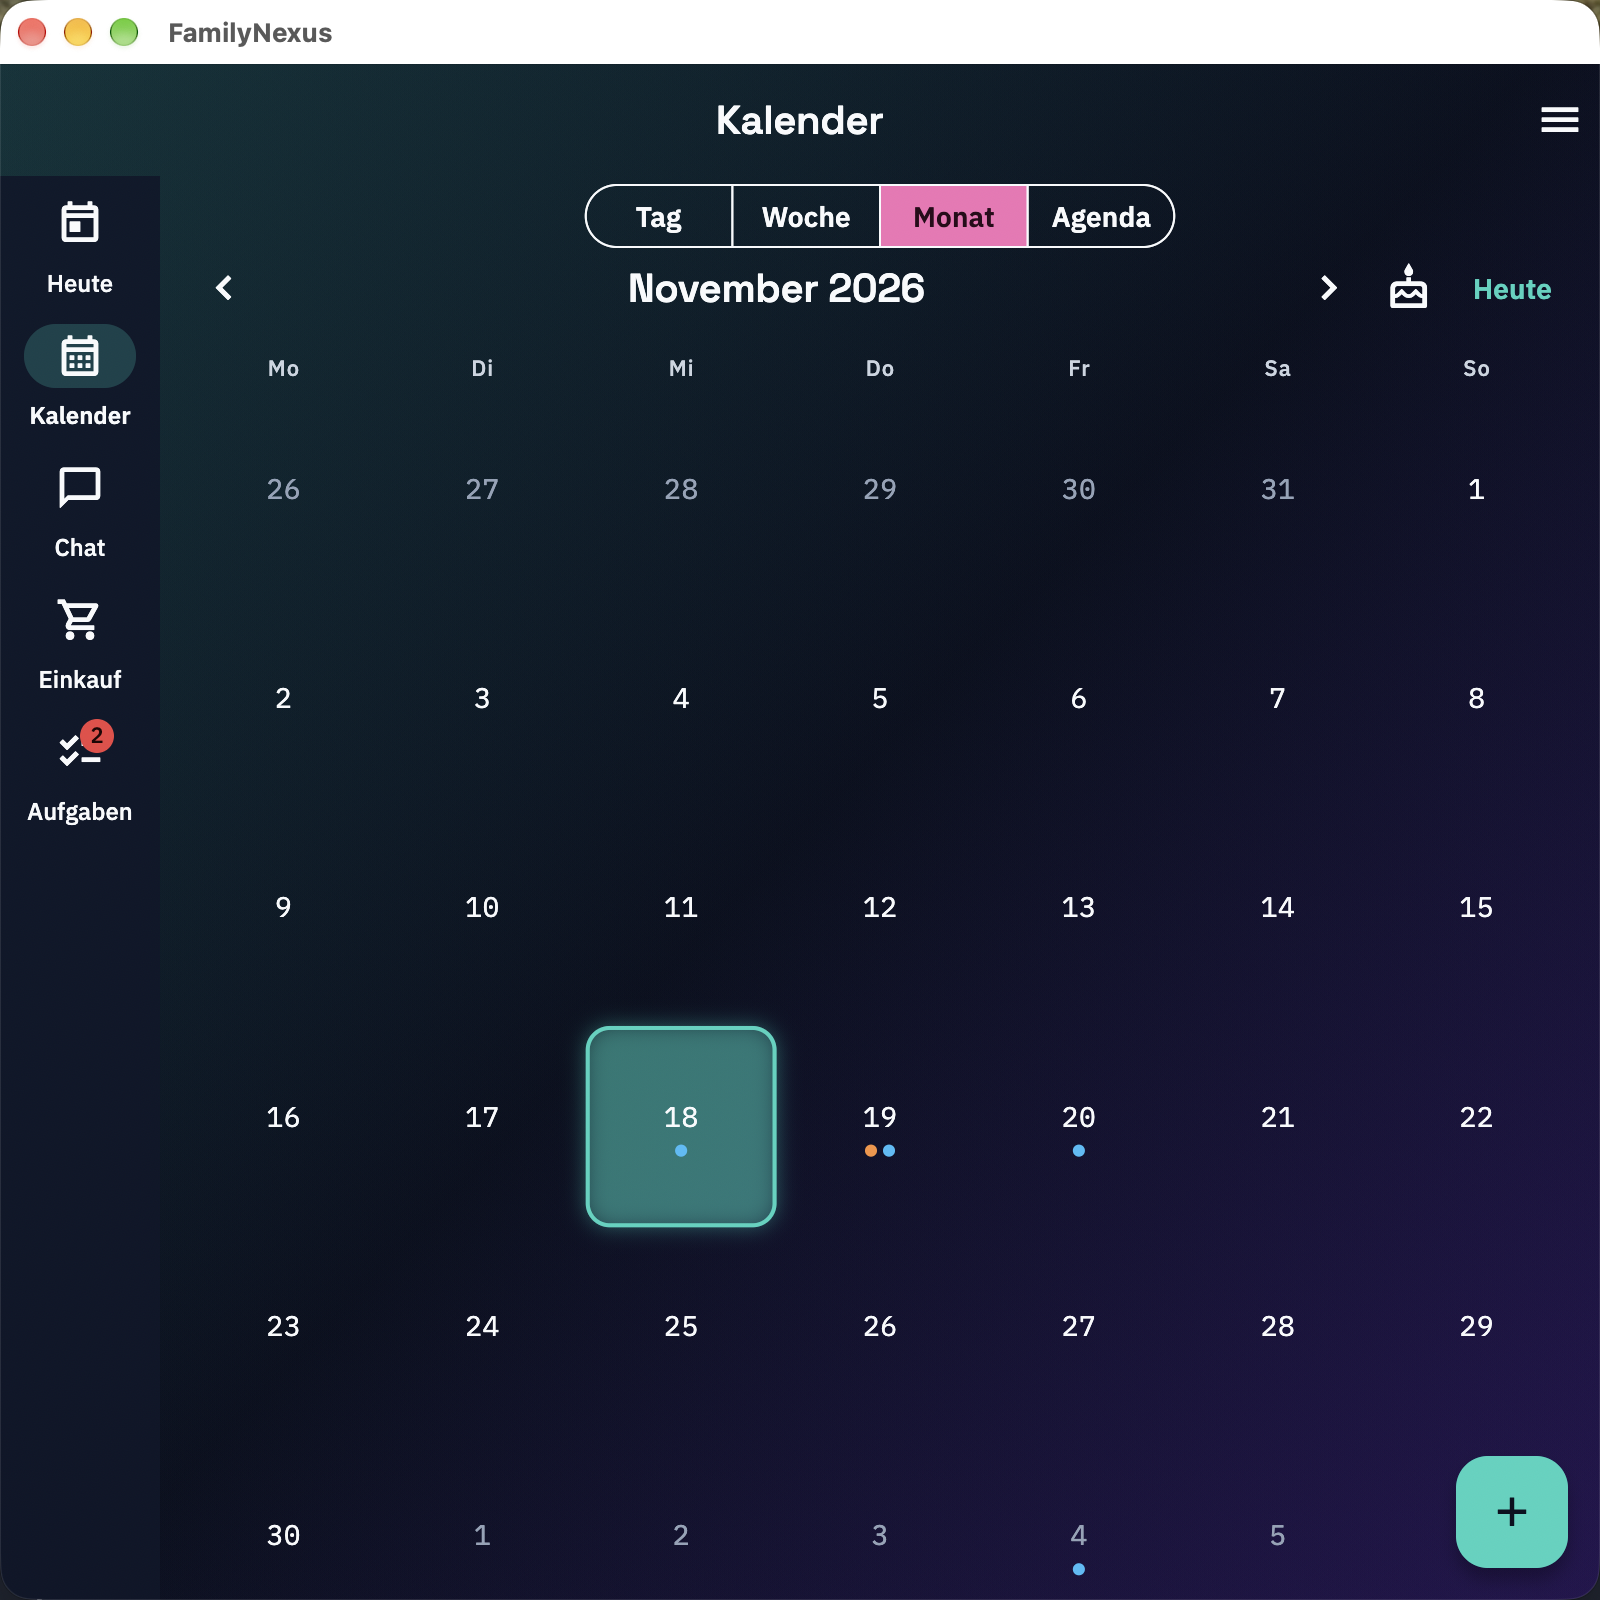 FamilyNexus
Kalender
Heute
Kalender
Chat
Einkauf
2
Aufgaben
Tag Woche Monat Agenda
November 2026
Heute
Mo Di Mi Do Fr Sa So
26 27 28 29 30 31 1
2 3 4 5 6 7 8
9 10 11 12 13 14 15
16 17 18 19 20 21 22
23 24 25 26 27 28 29
30 1 2 3 4 5
+